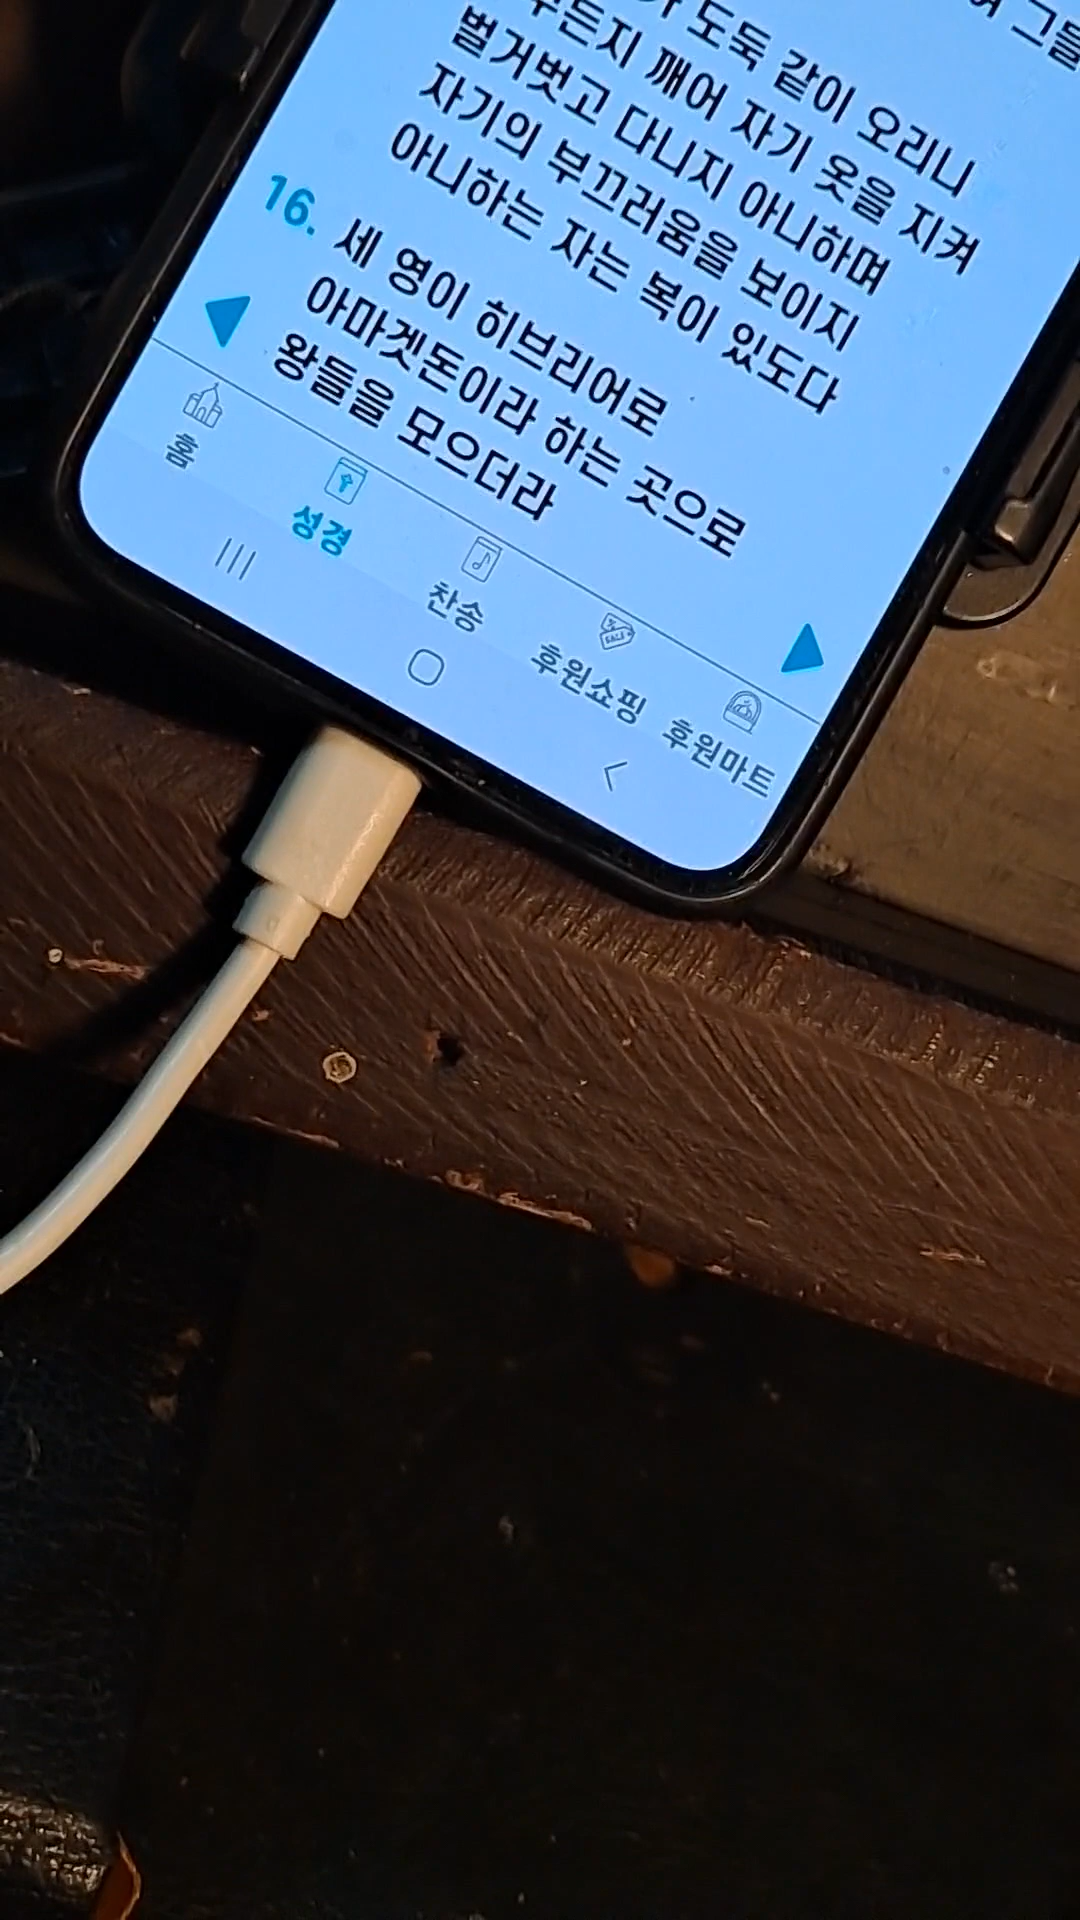 도둑 같이 오리니
깨어 자기 옷을 지켜
벌거벗고 다니지 아니하며
자기의 부끄러움을 보이지
아니하는 자는 복이 있도다
16. 세 영이 히브리어로
아마겟돈이라 하는 곳으로
왕들을 모으더라
홈
성경
찬송
후원쇼핑
후원마트